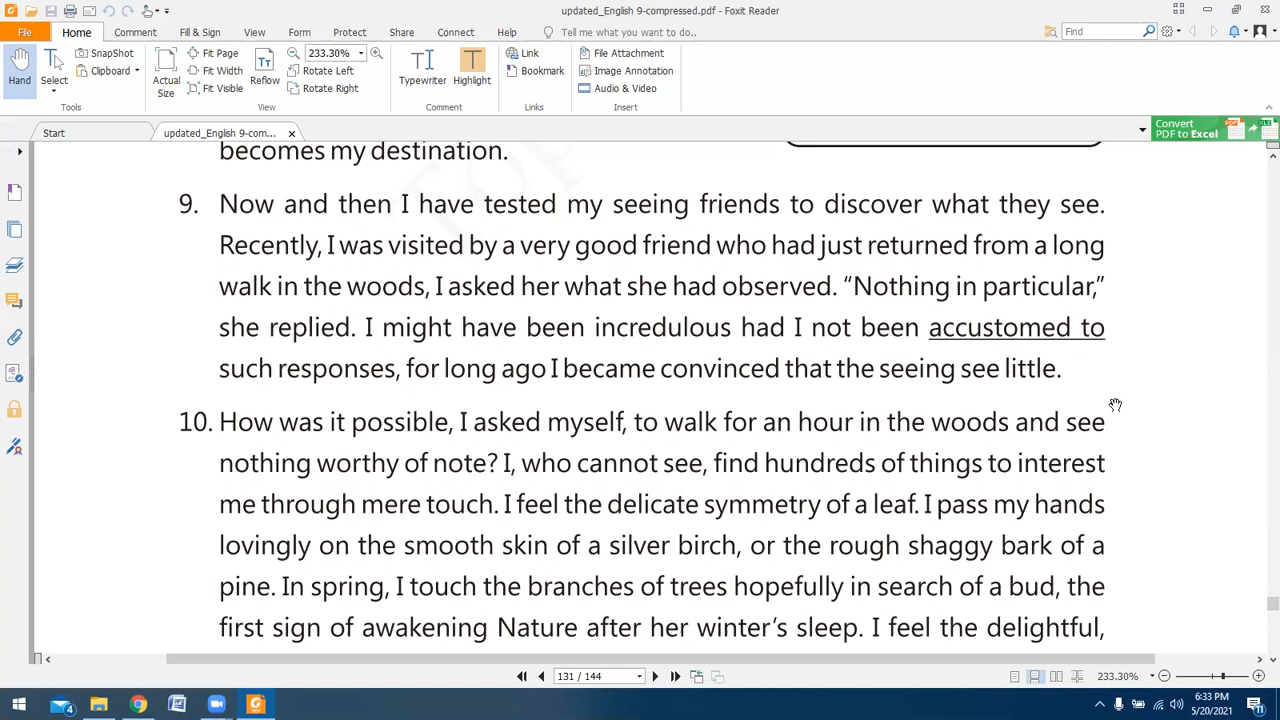 updated_English 9-compressed.pdf - Foxit Reader
File Home Comment Fill & Sign View Form Protect Share Connect Help Tell me what you want to do.. Find
Hand
Select
SnapShot
Clipboard
Actual Size
Fit Page
Fit Width
Fit Visible
Reflow
233.30%
Rotate Left
Rotate Right
Typewriter
Highlight
Link
Bookmark
File Attachment
Image Annotation
Audio & Video
Tools View Comment Links Insert
Start updated_English 9-com...
Convert
PDF to Excel
becomes my destination.
9. Now and then I have tested my seeing friends to discover what they see.
Recently, I was visited by a very good friend who had just returned from a long
walk in the woods, I asked her what she had observed. “Nothing in particular,”
she replied. I might have been incredulous had I not been accustomed to
such responses, for long ago I became convinced that the seeing see little.
10. How was it possible, I asked myself, to walk for an hour in the woods and see
nothing worthy of note? I, who cannot see, find hundreds of things to interest
me through mere touch. I feel the delicate symmetry of a leaf. I pass my hands
lovingly on the smooth skin of a silver birch, or the rough shaggy bark of a
pine. In spring, I touch the branches of trees hopefully in search of a bud, the
first sign of awakening Nature after her winter’s sleep. I feel the delightful,
131 / 144
233.30%
6:33 PM
5/20/2021